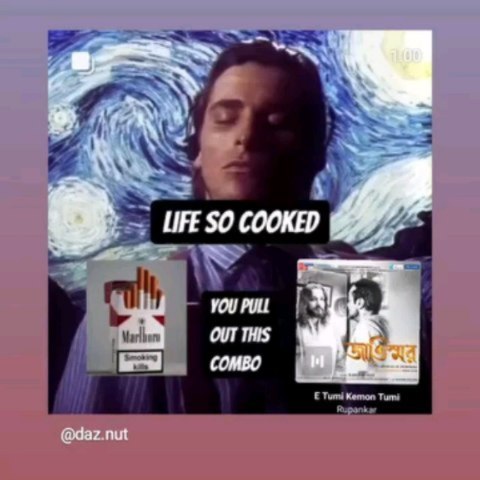 1:00
LIFE SO COOKED
Marlboro
Smoking
kills
YOU PULL
OUT THIS
COMBO
জাতিস্মর
E Tumi Kemon Tumi
Rupankar
@daz.nut